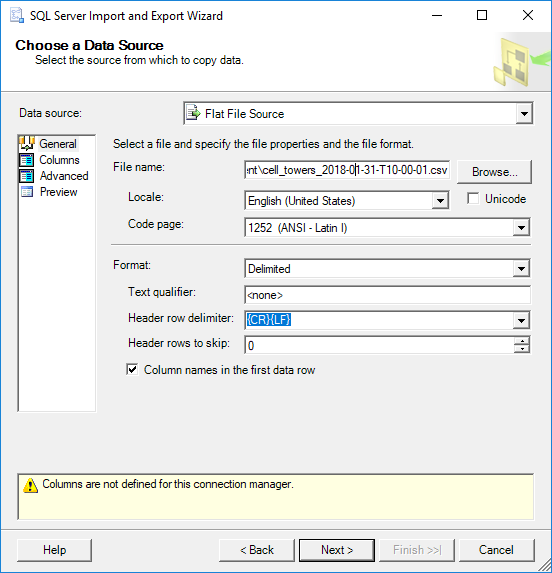 SQL Server Import and Export Wizard
Choose a Data Source
Select the source from which to copy data.
Data source:
Flat File Source
General
Columns
Advanced
Preview
Select a file and specify the file properties and the file format.
File name:
ent\cell_towers_2018-01-31-T10-00-01.csv
Browse...
Locale:
English (United States)
Unicode
Code page:
1252 (ANSI - Latin I)
Format:
Delimited
Text qualifier:
<none>
Header row delimiter:
{CR}{LF}
Header rows to skip:
0
Column names in the first data row
Columns are not defined for this connection manager.
Help
< Back
Next >
Finish >>|
Cancel